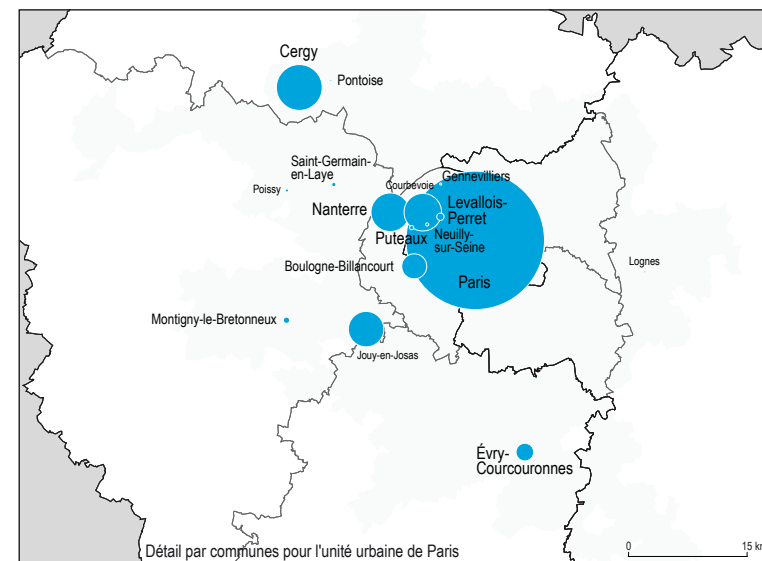 Cergy
Pontoise
Saint-Germain-
en-Laye
Poissy
Courbevoie
Gennevilliers
Nanterre
Levallois-
Perret
Puteaux
Neuilly-
sur-Seine
Boulogne-Billancourt
Lognes
Paris
Montigny-le-Bretonneux
Jouy-en-Josas
Évry-
Courcouronnes
Détail par communes pour l'unité urbaine de Paris
0
15 km